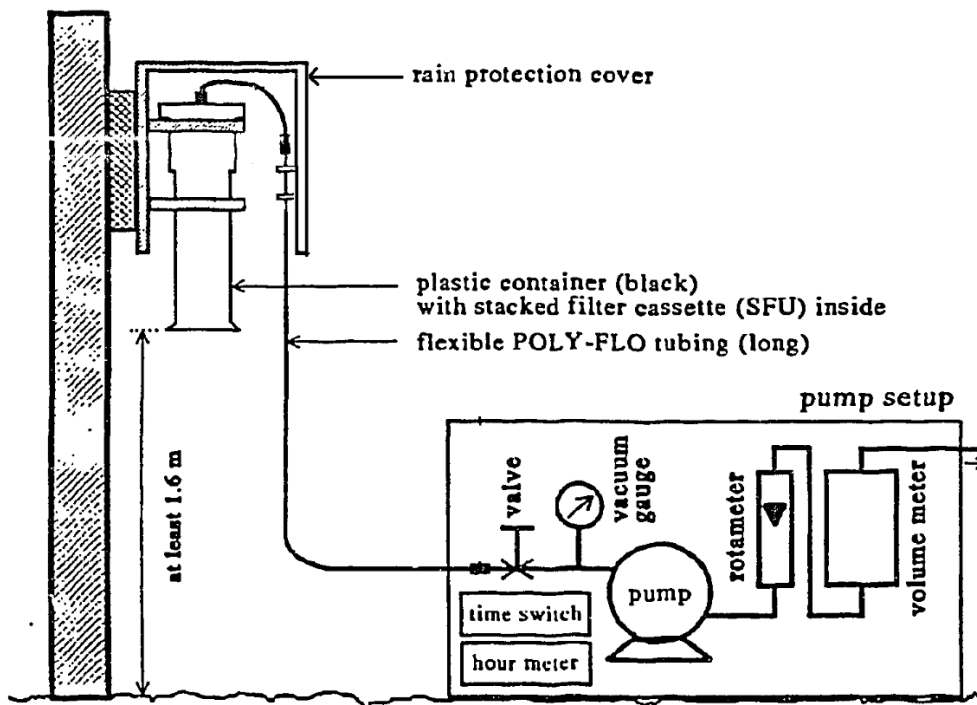 rain protection cover
plastic container (black)
with stacked filter cassette (SFU) inside
flexible POLY-FLO tubing (long)
at least 1.6 m
pump setup
valve
vacuum
gauge
rotameter
volume meter
pump
time switch
hour meter